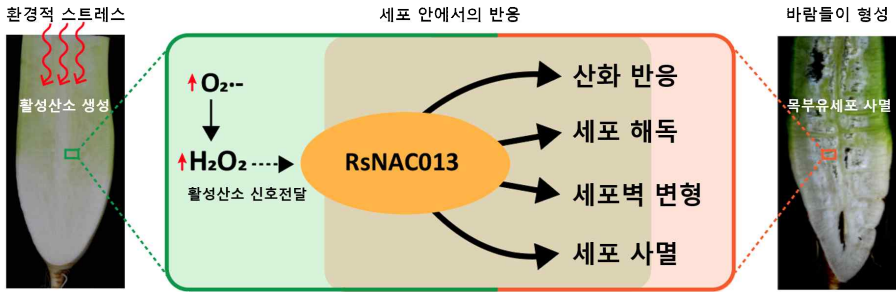 환경적 스트레스
세포 안에서의 반응
바람들이 형성
활성산소 생성
O₂·-
H₂O₂
활성산소 신호전달
RsNAC013
산화 반응
세포 해독
세포벽 변형
세포 사멸
목부유세포 사멸